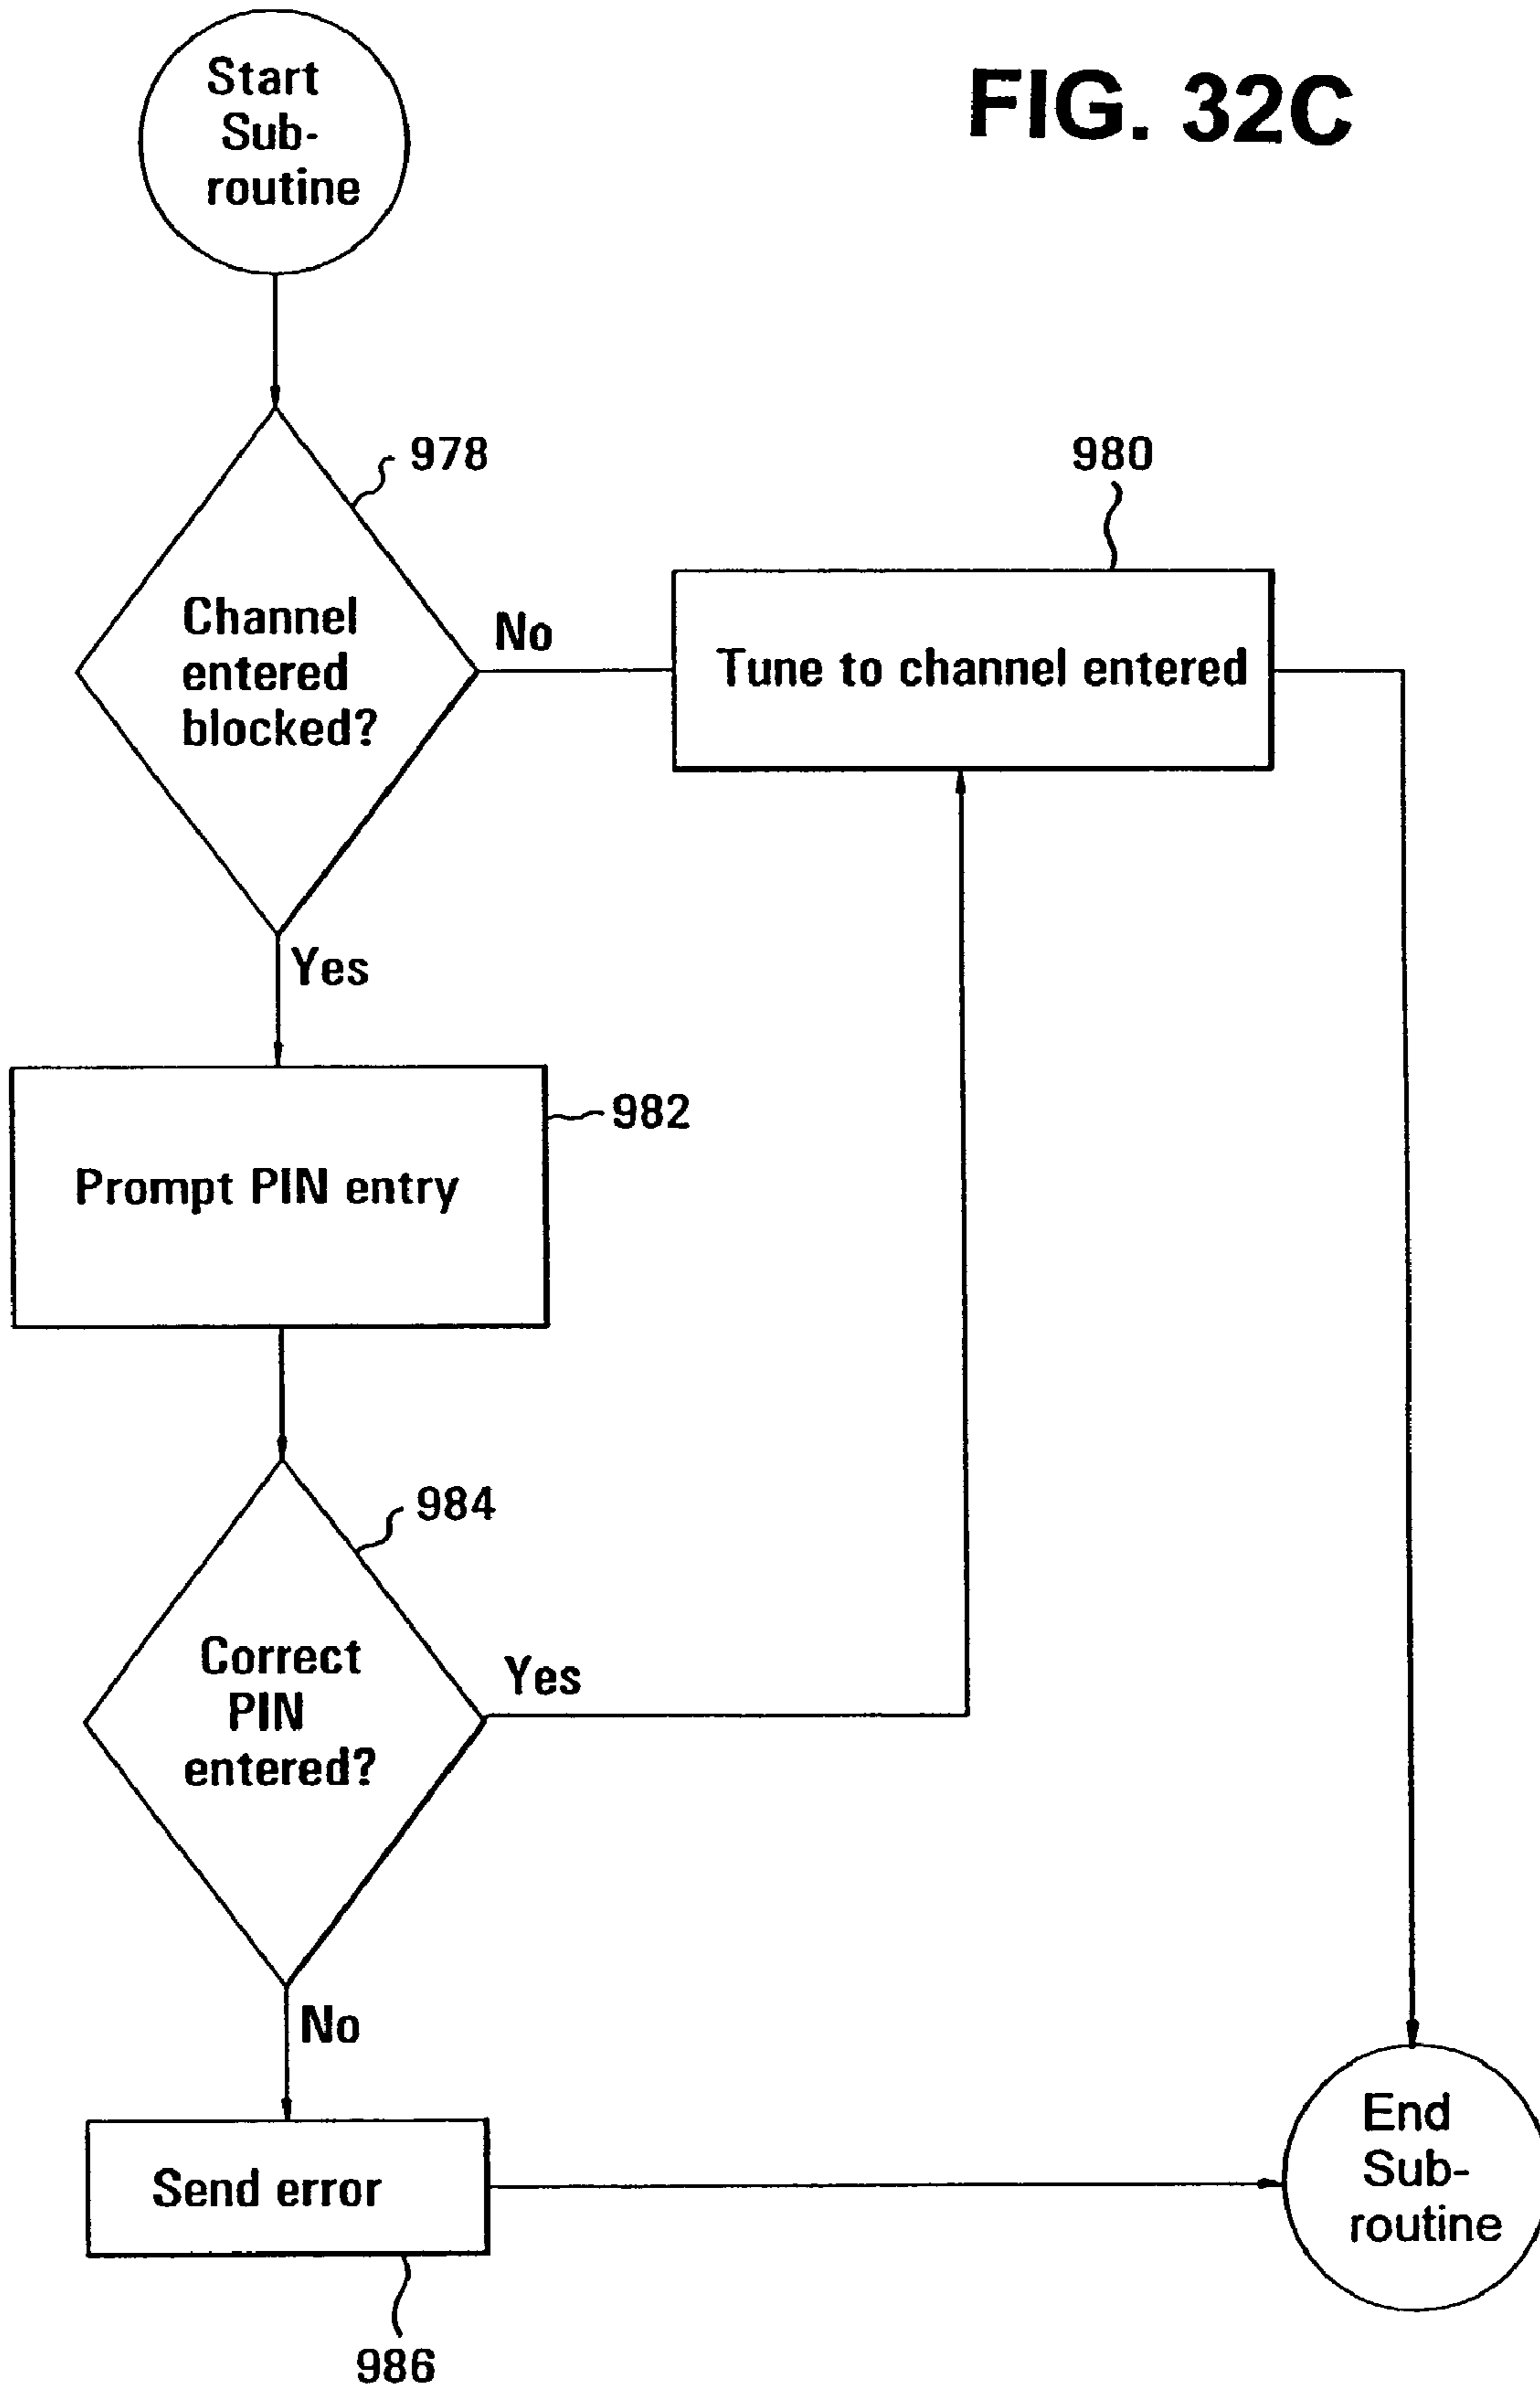 FIG. 32C
Start
Sub-
routine
978
Channel
entered
blocked?
No
980
Tune to channel entered
Yes
982
Prompt PIN entry
984
Correct
PIN
entered?
Yes
No
Send error
986
End
Sub-
routine